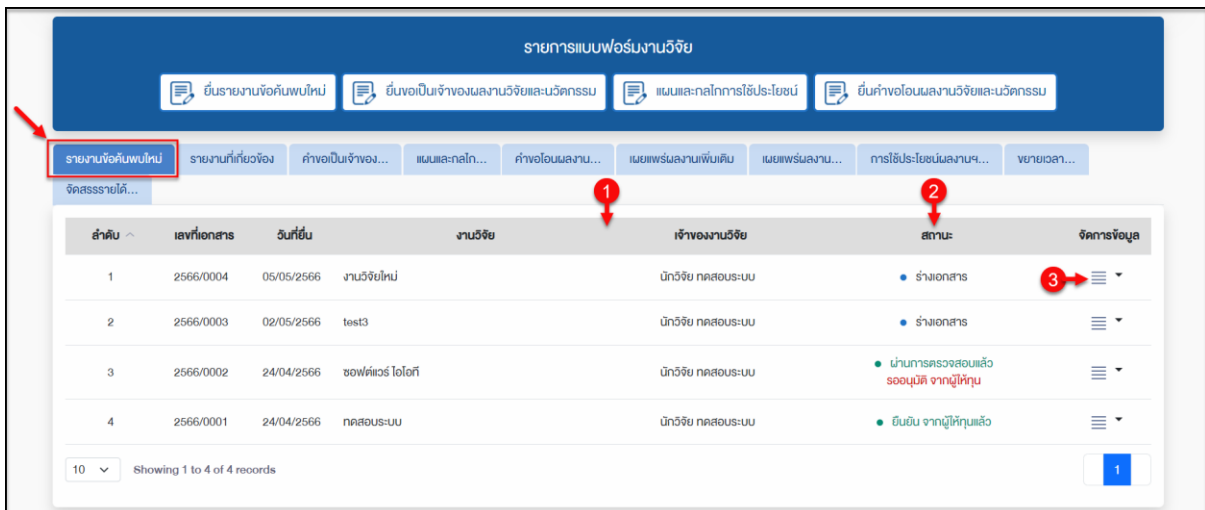 รายการแบบฟอร์มงานวิจัย
ยื่นรายงานข้อค้นพบใหม่ ยื่นขอเป็นเจ้าของผลงานวิจัยและนวัตกรรม แผนและกลไกการใช้ประโยชน์ ยื่นคำขอโอนผลงานวิจัยและนวัตกรรม
รายงานข้อค้นพบใหม่ รายงานที่เกี่ยวข้อง คำขอเป็นเจ้าของ... แผนและกลไก... คำขอโอนผลงาน... เผยแพร่ผลงานเพิ่มเติม เผยแพร่ผลงาน... การใช้ประโยชน์ผลงานฯ... ขยายเวลา...
จัดสรรรายได้...
1 2
ลำดับ เลขที่เอกสาร วันที่ยื่น งานวิจัย เจ้าของงานวิจัย สถานะ จัดการข้อมูล
1 2566/0004 05/05/2566 งานวิจัยใหม่ นักวิจัย ทดสอบระบบ ร่างเอกสาร 3
2 2566/0003 02/05/2566 test3 นักวิจัย ทดสอบระบบ ร่างเอกสาร
3 2566/0002 24/04/2566 ซอฟต์แวร์ ไอโอที นักวิจัย ทดสอบระบบ ผ่านการตรวจสอบแล้ว
รออนุมัติ จากผู้ให้ทุน
4 2566/0001 24/04/2566 ทดสอบระบบ นักวิจัย ทดสอบระบบ ยืนยัน จากผู้ให้ทุนแล้ว
10 Showing 1 to 4 of 4 records 1